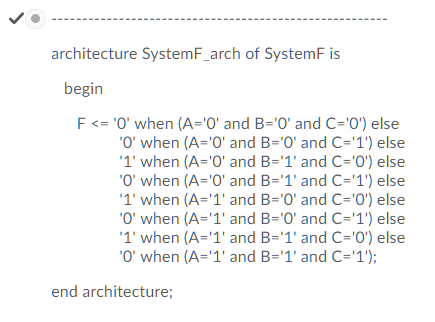 --------------------------------------------------------
architecture SystemF_arch of SystemF is
begin
F <= '0' when (A='0' and B='0' and C='0') else
'0' when (A='0' and B='0' and C='1') else
'1' when (A='0' and B='1' and C='0') else
'0' when (A='0' and B='1' and C='1') else
'1' when (A='1' and B='0' and C='0') else
'0' when (A='1' and B='0' and C='1') else
'1' when (A='1' and B='1' and C='0') else
'0' when (A='1' and B='1' and C='1');
end architecture;